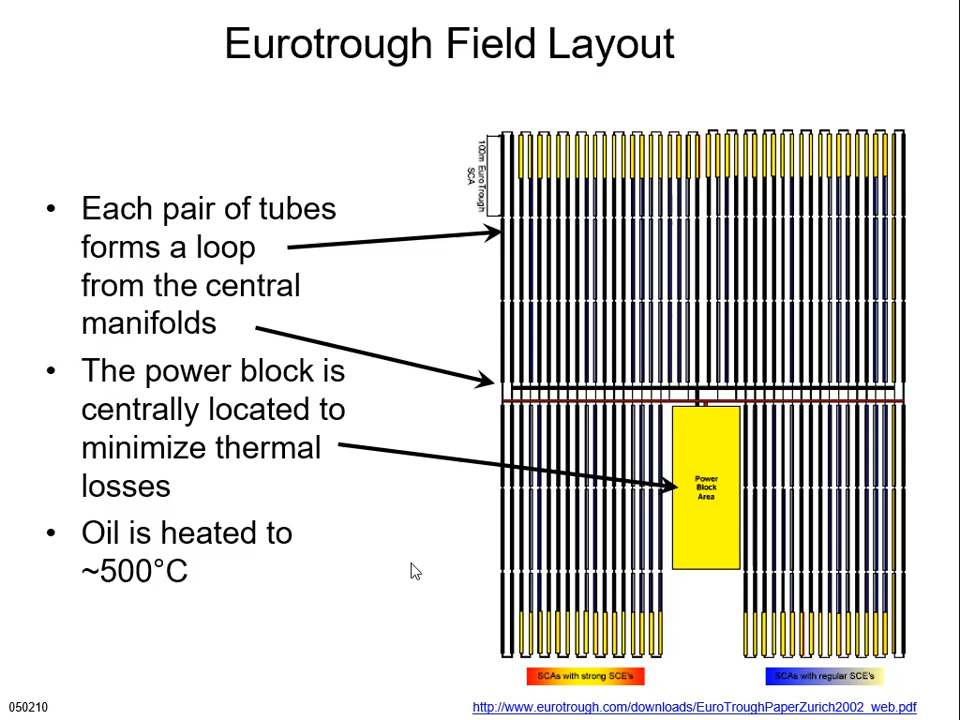 Eurotrough Field Layout
100m EuroTrough
SCA
• Each pair of tubes
forms a loop
from the central
manifolds
• The power block is
centrally located to
minimize thermal
losses
• Oil is heated to
~500°C
Power
Block
Area
SCAs with strong SCE's
SCAs with regular SCE's
050210
http://www.eurotrough.com/downloads/EuroTroughPaperZurich2002_web.pdf